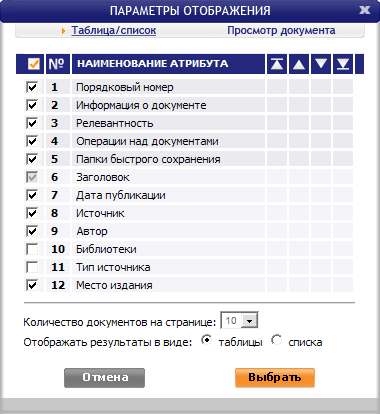 ПАРАМЕТРЫ ОТОБРАЖЕНИЯ
Таблица/список Просмотр документа
№ НАИМЕНОВАНИЕ АТРИБУТА
1 Порядковый номер
2 Информация о документе
3 Релевантность
4 Операции над документами
5 Папки быстрого сохранения
6 Заголовок
7 Дата публикации
8 Источник
9 Автор
10 Библиотеки
11 Тип источника
12 Место издания
Количество документов на странице: 10
Отображать результаты в виде: таблицы списка
Отмена Выбрать